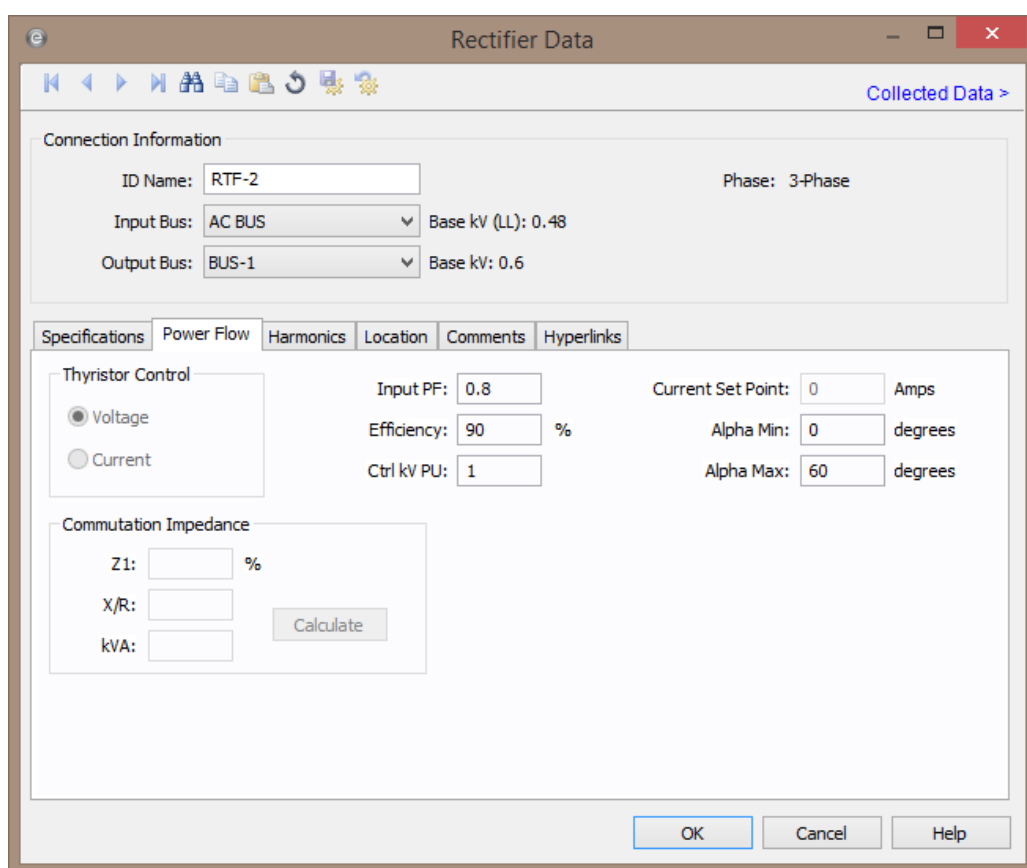 Rectifier Data
Collected Data >
Connection Information
ID Name: RTF-2
Phase: 3-Phase
Input Bus: AC BUS Base kV (LL): 0.48
Output Bus: BUS-1 Base kV: 0.6
Specifications Power Flow Harmonics Location Comments Hyperlinks
Thyristor Control
Voltage
Current
Input PF: 0.8
Efficiency: 90 %
Ctrl kV PU: 1
Current Set Point: 0 Amps
Alpha Min: 0 degrees
Alpha Max: 60 degrees
Commutation Impedance
Z1: %
X/R:
kVA:
Calculate
OK Cancel Help